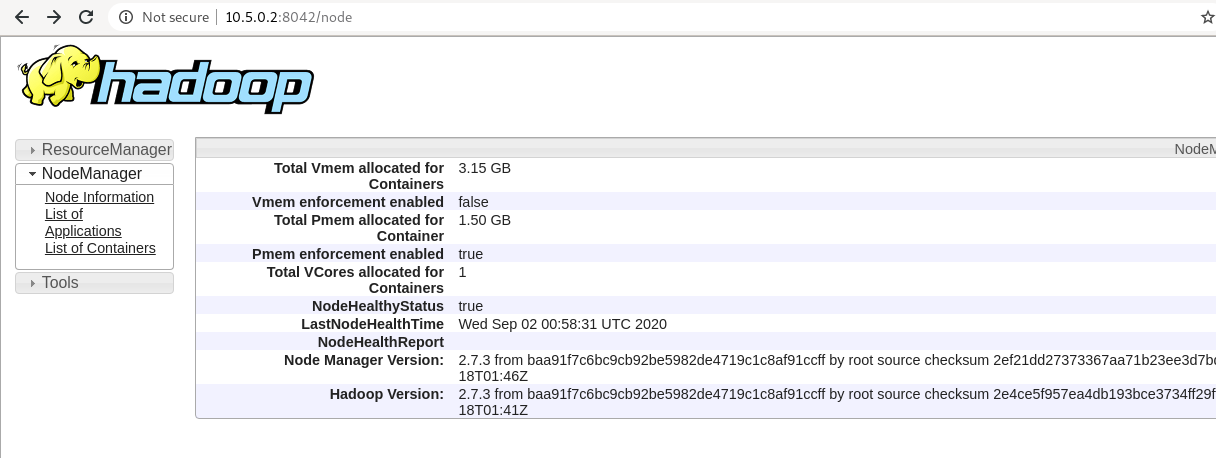 Not secure 10.5.0.2:8042/node
hadoop
ResourceManager
NodeManager
Node Information
List of
Applications
List of Containers
Tools
NodeM
Total Vmem allocated for
Containers
3.15 GB
Vmem enforcement enabled false
Total Pmem allocated for
Container
1.50 GB
Pmem enforcement enabled true
Total VCores allocated for
Containers
1
NodeHealthyStatus true
LastNodeHealthTime Wed Sep 02 00:58:31 UTC 2020
NodeHealthReport
Node Manager Version: 2.7.3 from baa91f7c6bc9cb92be5982de4719c1c8af91ccff by root source checksum 2ef21dd27373367aa71b23ee3d7bc
18T01:46Z
Hadoop Version: 2.7.3 from baa91f7c6bc9cb92be5982de4719c1c8af91ccff by root source checksum 2e4ce5f957ea4db193bce3734ff29f
18T01:41Z